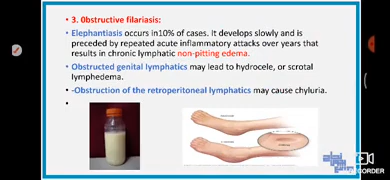 • 3. 0bstructive filariasis:
• Elephantiasis occurs in10% of cases. It develops slowly and is
preceded by repeated acute inflammatory attacks over years that
results in chronic lymphatic non-pitting edema.
• Obstructed genital lymphatics may lead to hydrocele, or scrotal
lymphedema.
• -Obstruction of the retroperitoneal lymphatics may cause chyluria.
•
RECORDER